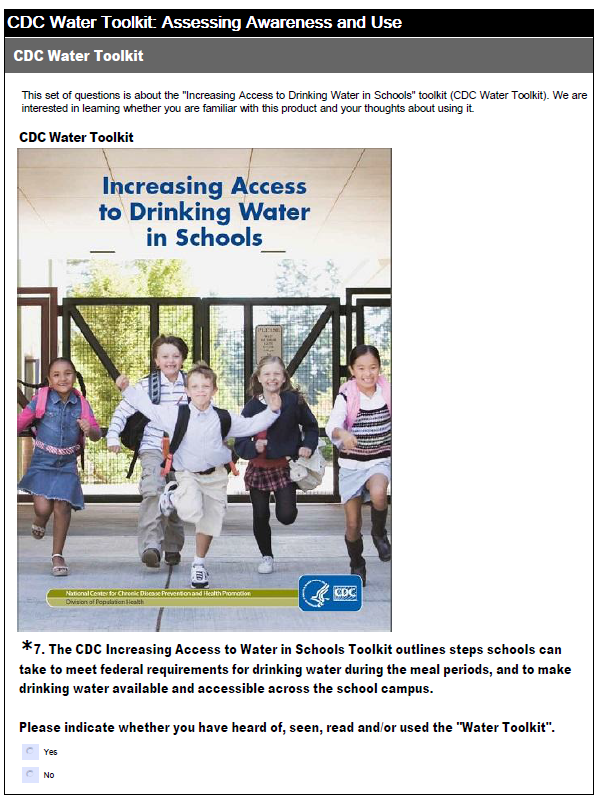 CDC Water Toolkit: Assessing Awareness and Use
CDC Water Toolkit
This set of questions is about the "Increasing Access to Drinking Water in Schools" toolkit (CDC Water Toolkit). We are
interested in learning whether you are familiar with this product and your thoughts about using it.
CDC Water Toolkit
Increasing Access
to Drinking Water
in Schools
National Center for Chronic Disease Prevention and Health Promotion
Division of Population Health
CDC
*7. The CDC Increasing Access to Water in Schools Toolkit outlines steps schools can
take to meet federal requirements for drinking water during the meal periods, and to make
drinking water available and accessible across the school campus.
Please indicate whether you have heard of, seen, read and/or used the "Water Toolkit".
Yes
No